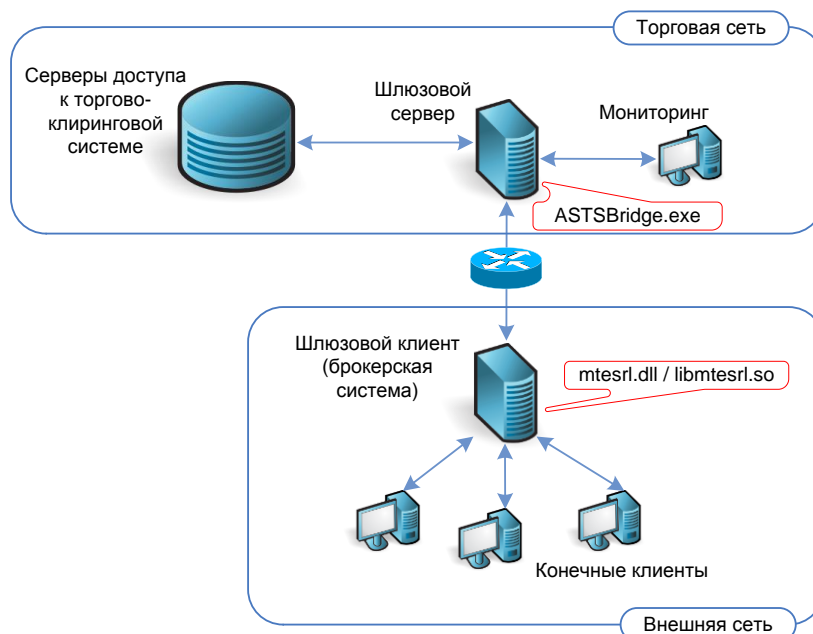 Торговая сеть
Серверы доступа
к торгово-
клиринговой
системе
Шлюзовой
сервер
Мониторинг
ASTSBridge.exe
Шлюзовой клиент
(брокерская
система)
mtesrl.dll / libmtesrl.so
Конечные клиенты
Внешняя сеть